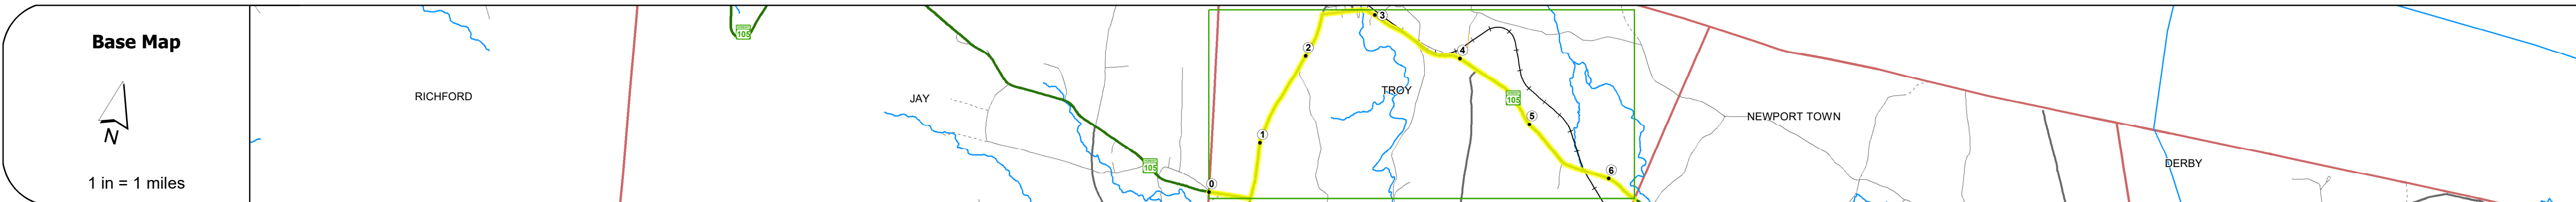 Base Map
N
1 in = 1 miles
RICHFORD
105
JAY
105
0
1
2
3
4
TROY
105
5
6
NEWPORT TOWN
DERBY